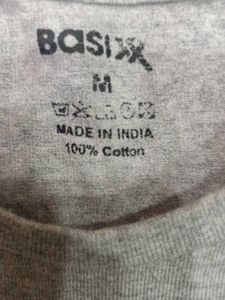 BASIXX
M
MADE IN INDIA
100% Cotton